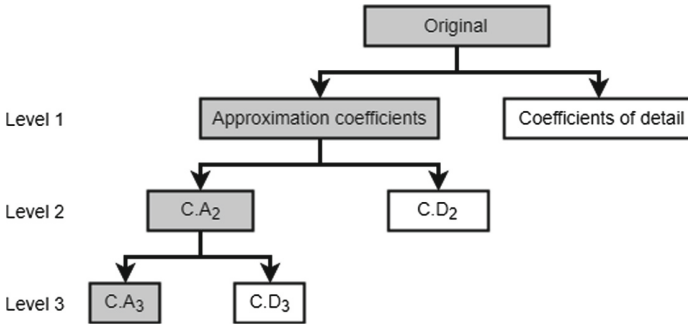 Original
Level 1
Approximation coefficients
Coefficients of detail
Level 2
C.A2
C.D2
Level 3
C.A3
C.D3